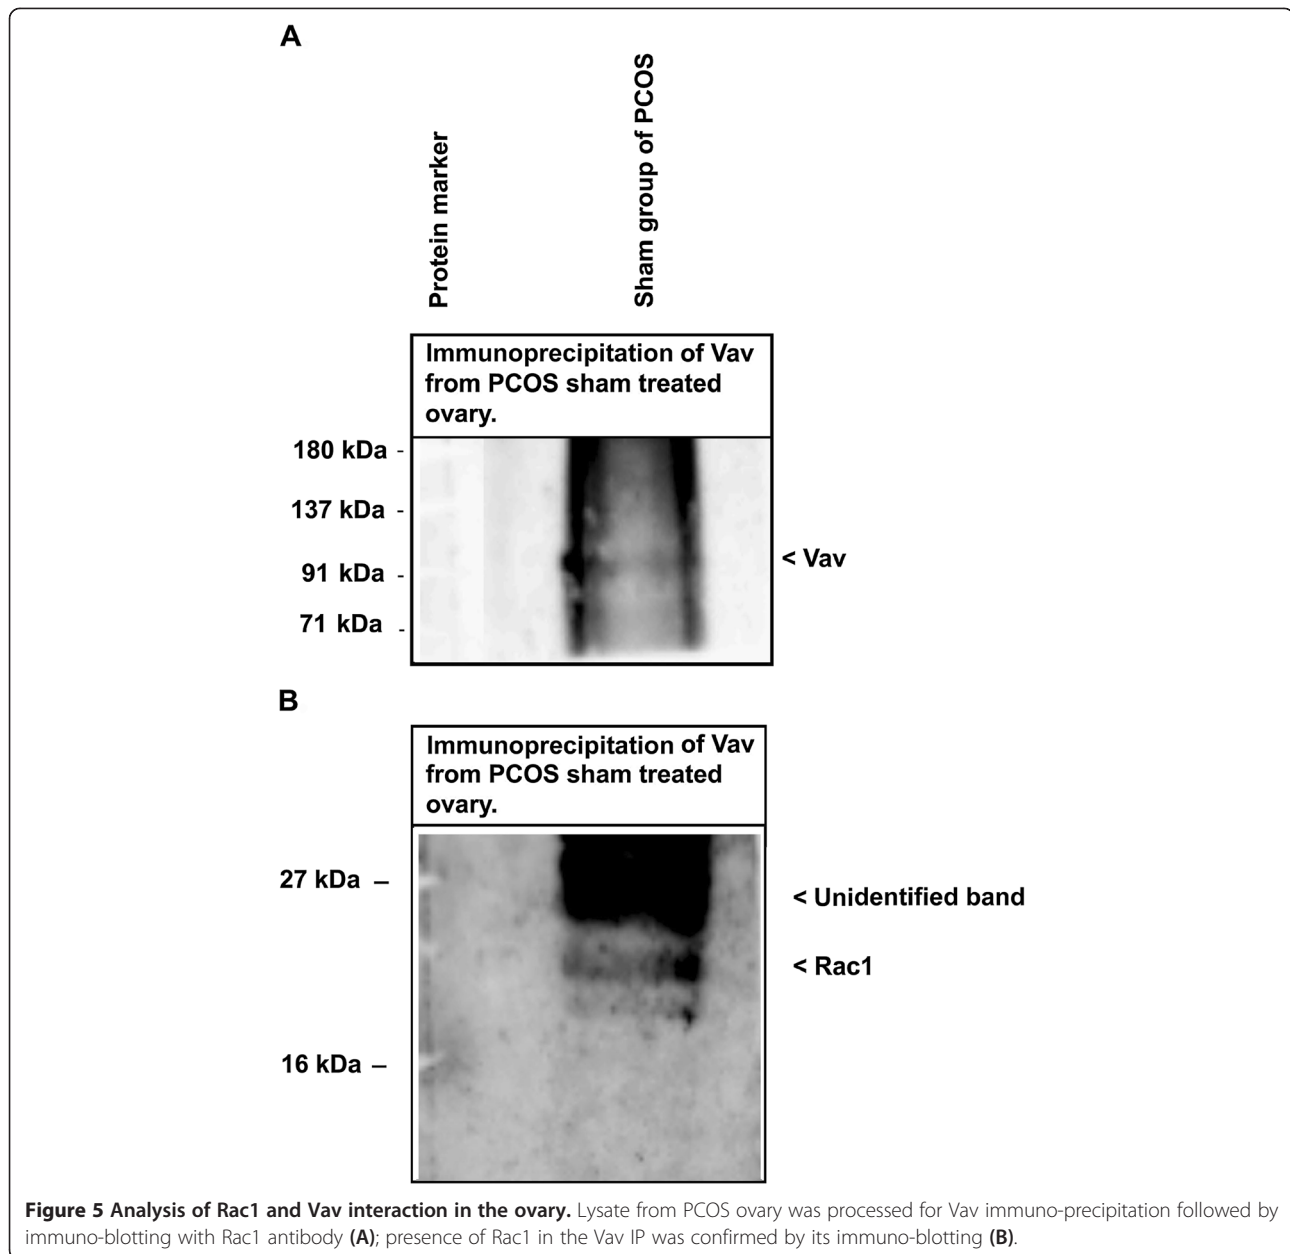 A
Protein marker
Sham group of PCOS
Immunoprecipitation of Vav
from PCOS sham treated
ovary.
180 kDa -
137 kDa -
91 kDa -
71 kDa -
< Vav
B
Immunoprecipitation of Vav
from PCOS sham treated
ovary.
27 kDa –
16 kDa –
< Unidentified band
< Rac1
Figure 5 Analysis of Rac1 and Vav interaction in the ovary. Lysate from PCOS ovary was processed for Vav immuno-precipitation followed by
immuno-blotting with Rac1 antibody (A); presence of Rac1 in the Vav IP was confirmed by its immuno-blotting (B).